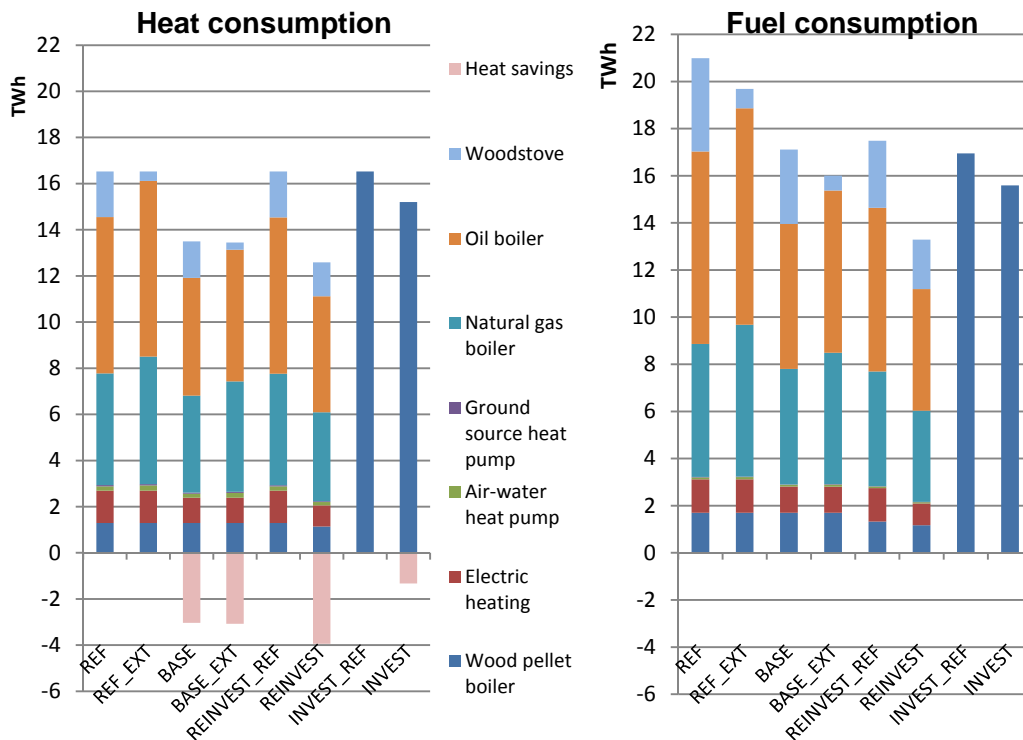 Heat consumption
22
20
18
16
14
12
10
8
6
4
2
0
-2
-4
-6
TWh
REF
REF_EXT
BASE
BASE_EXT
REINVEST_REF
REINVEST
INVEST_REF
INVEST
Heat savings
Woodstove
Oil boiler
Natural gas
boiler
Ground
source heat
pump
Air-water
heat pump
Electric
heating
Wood pellet
boiler
Fuel consumption
22
20
18
16
14
12
10
8
6
4
2
0
-2
-4
-6
TWh
REF
REF_EXT
BASE
BASE_EXT
REINVEST_REF
REINVEST
INVEST_REF
INVEST